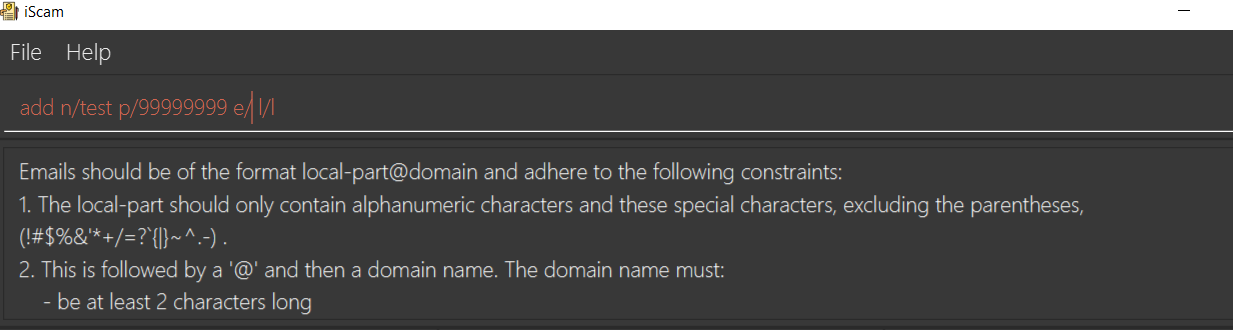 iScam
File Help
add n/test p/99999999 e/ l/l
Emails should be of the format local-part@domain and adhere to the following constraints:
1. The local-part should only contain alphanumeric characters and these special characters, excluding the parentheses,
(!#$%&'*+/=?`{|}~^.-) .
2. This is followed by a '@' and then a domain name. The domain name must:
- be at least 2 characters long